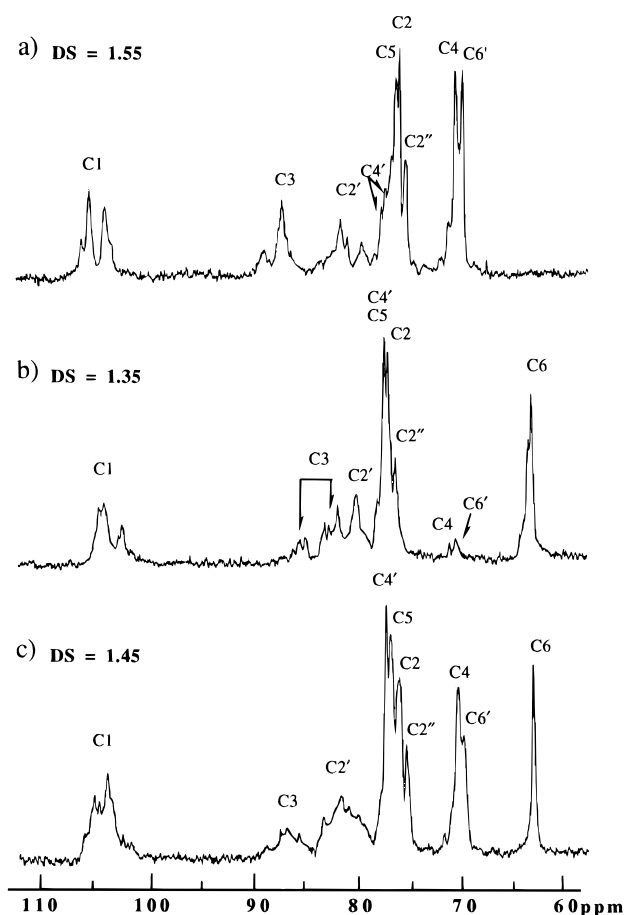 C2
a) DS = 1.55
C5
C4 C6'
C2″
C1
C3
C2′
C4′
C4′
C5
C2
b) DS = 1.35
C6
C1
C3
C2′
C2″
C4
C6′
C4′
C5
c) DS = 1.45
C2
C4
C6
C2″
C6′
C1
C2′
C3
110 100 90 80 70 60ppm